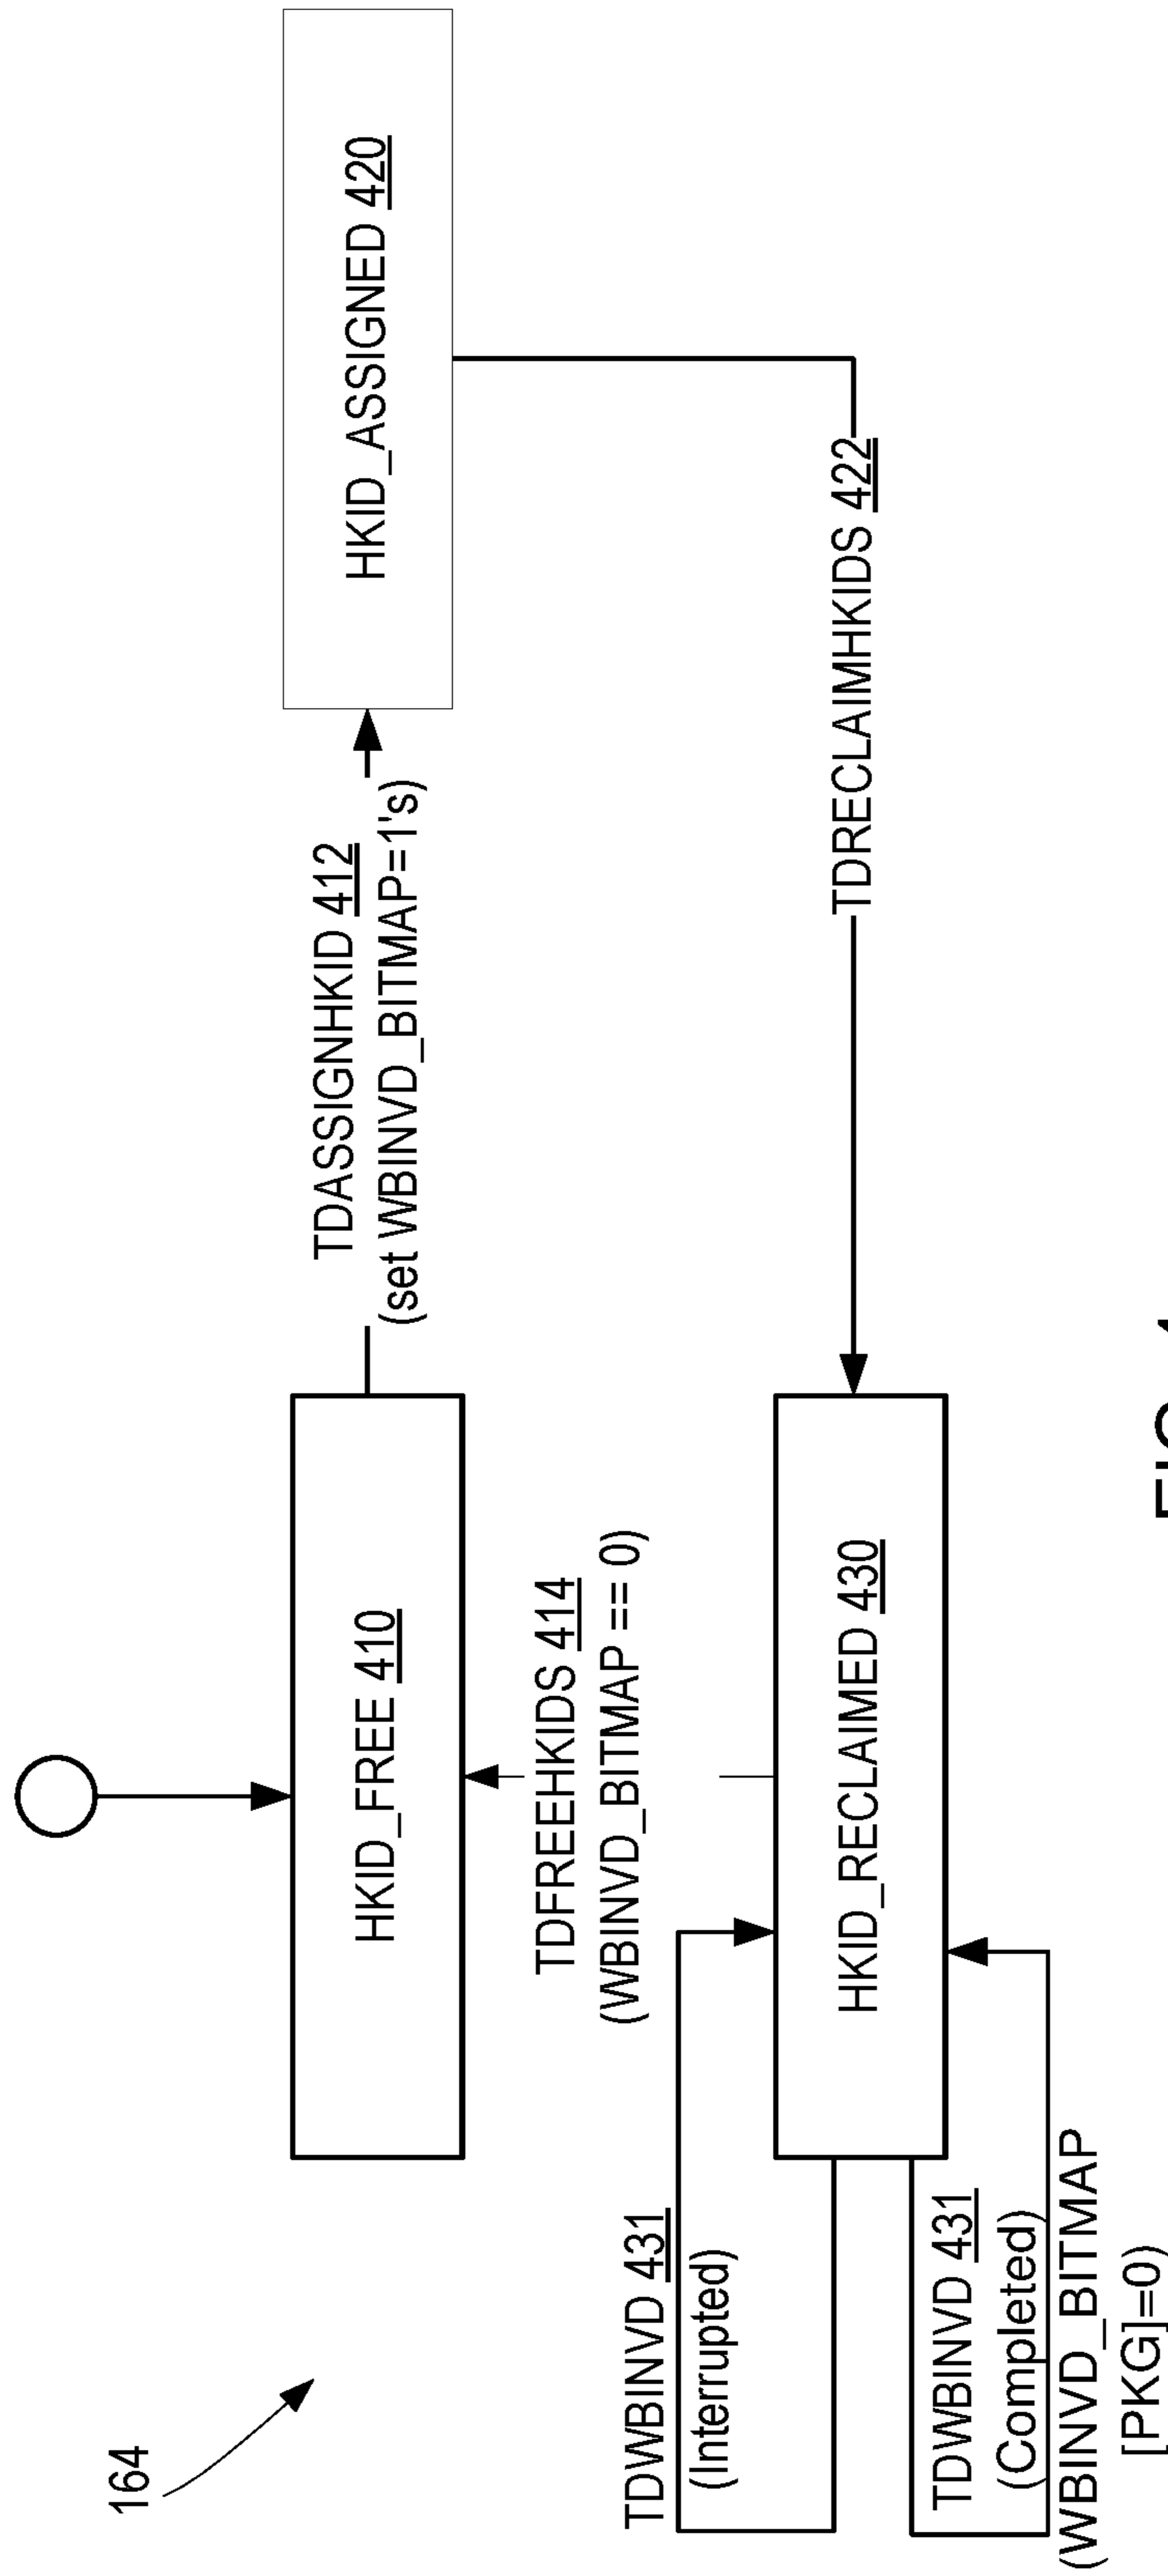 164
HKID_FREE 410
TDASSIGNHKID 412
(set WBINVD_BITMAP=1's)
HKID_ASSIGNED 420
TDFREEHKIDS 414
(WBINVD_BITMAP == 0)
TDWBINVD 431
(Interrupted)
HKID_RECLAIMED 430
TDRECLAIMHKIDS 422
TDWBINVD 431
(Completed)
(WBINVD_BITMAP
[PKG]=0)